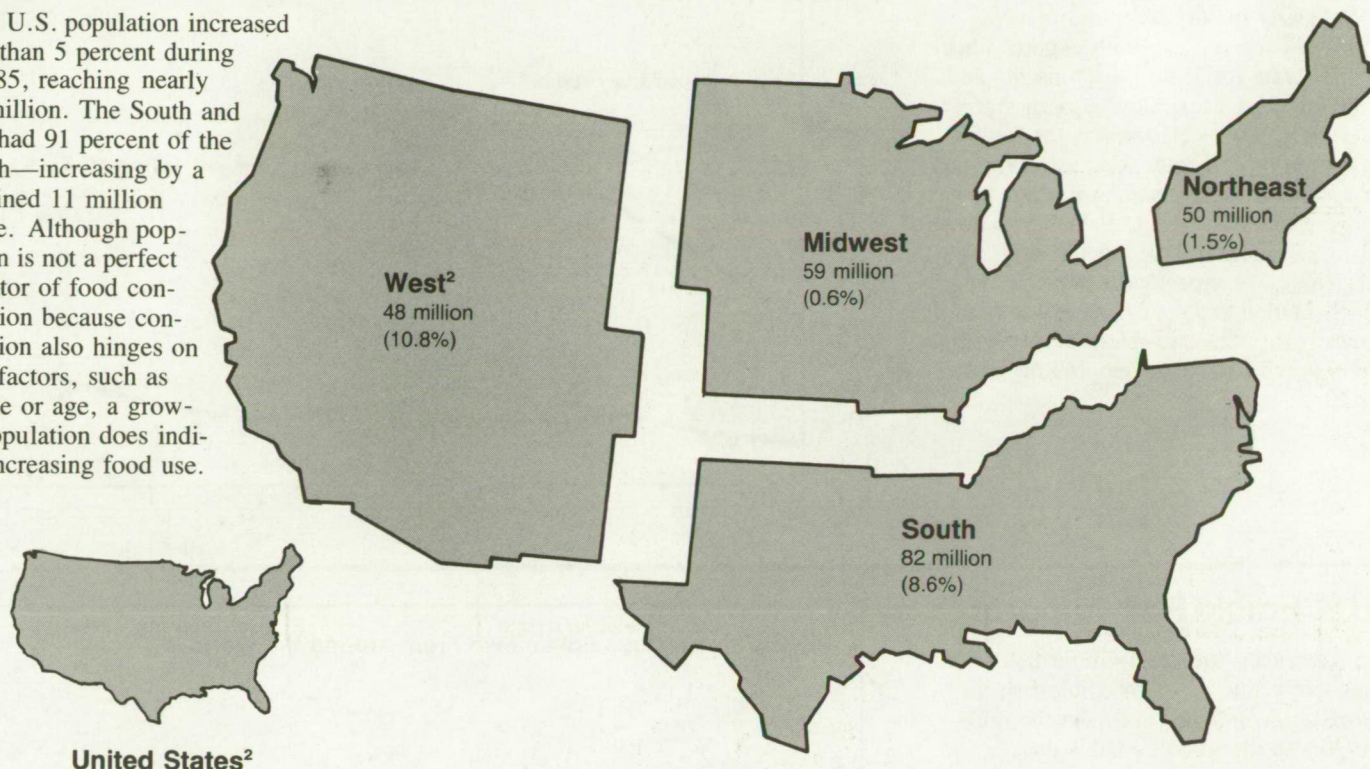 U.S. population increased
than 5 percent during
85, reaching nearly
million. The South and
had 91 percent of the
h—increasing by a
ined 11 million
e. Although pop-
n is not a perfect
tor of food con-
ion because con-
ion also hinges on
factors, such as
e or age, a grow-
opulation does indi-
ncreasing food use.
West²
48 million
(10.8%)
Midwest
59 million
(0.6%)
Northeast
50 million
(1.5%)
South
82 million
(8.6%)
United States²